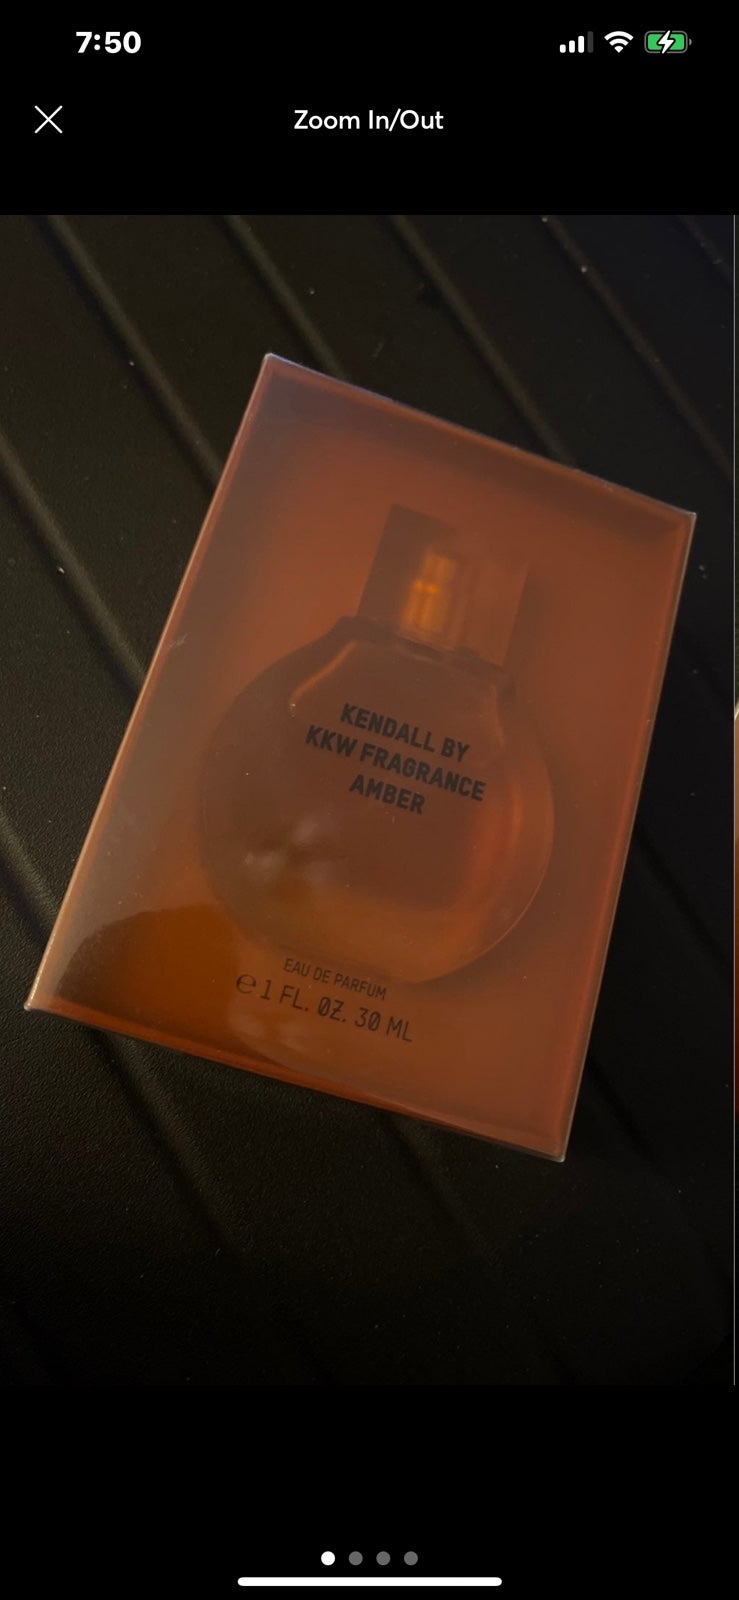 7:50
Zoom In/Out
KENDALL BY
KKW FRAGRANCE
AMBER
EAU DE PARFUM
℮1 FL. OZ. 30 ML